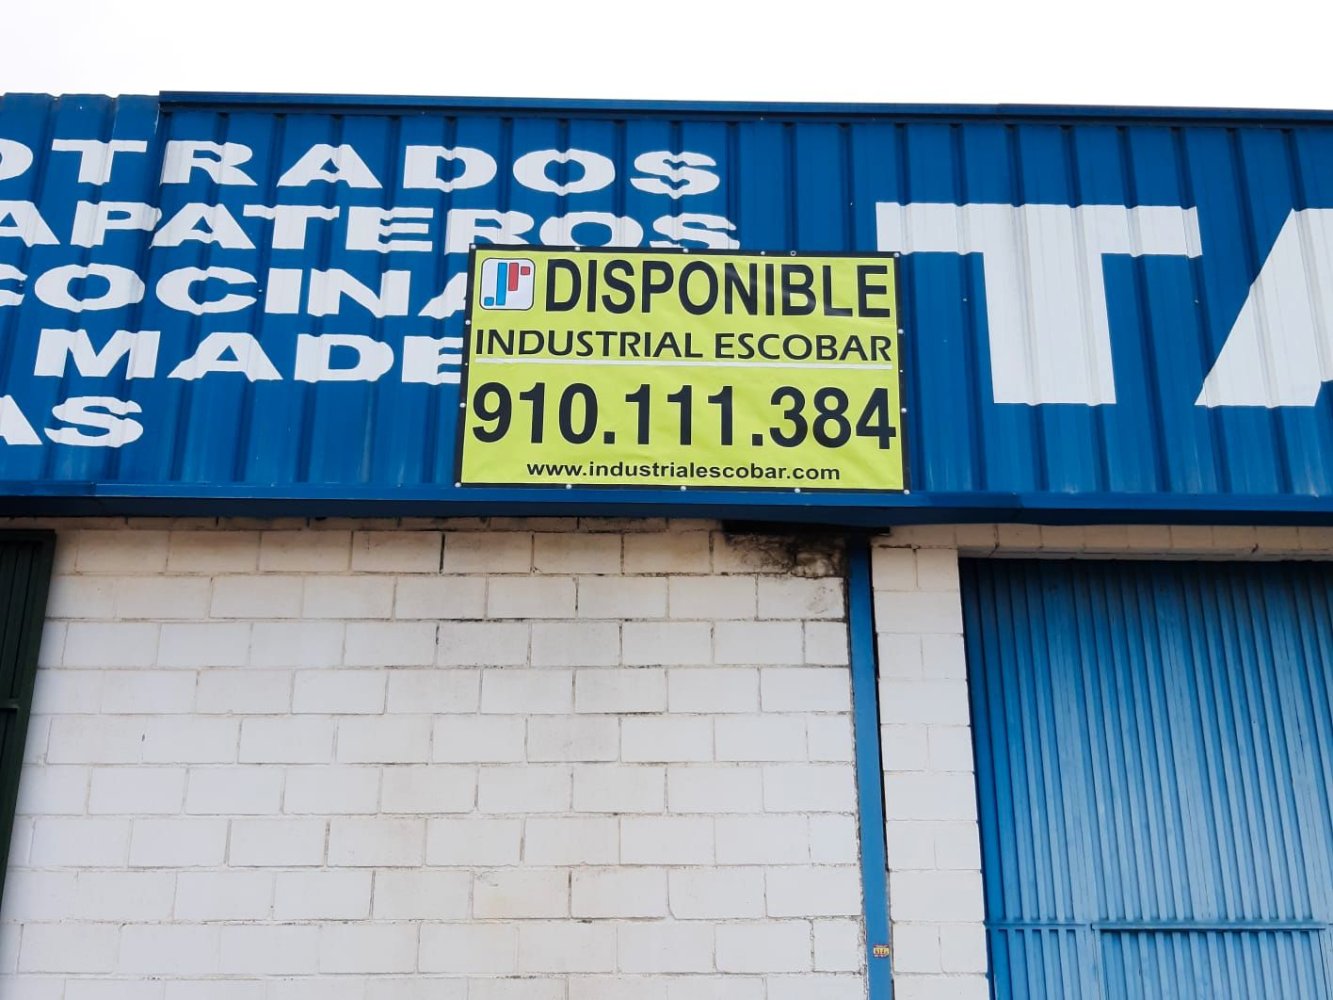 OTRADOS
APATEROS
COCINA
MADE
AS
TA
DISPONIBLE
INDUSTRIAL ESCOBAR
910.111.384
www.industrialescobar.com